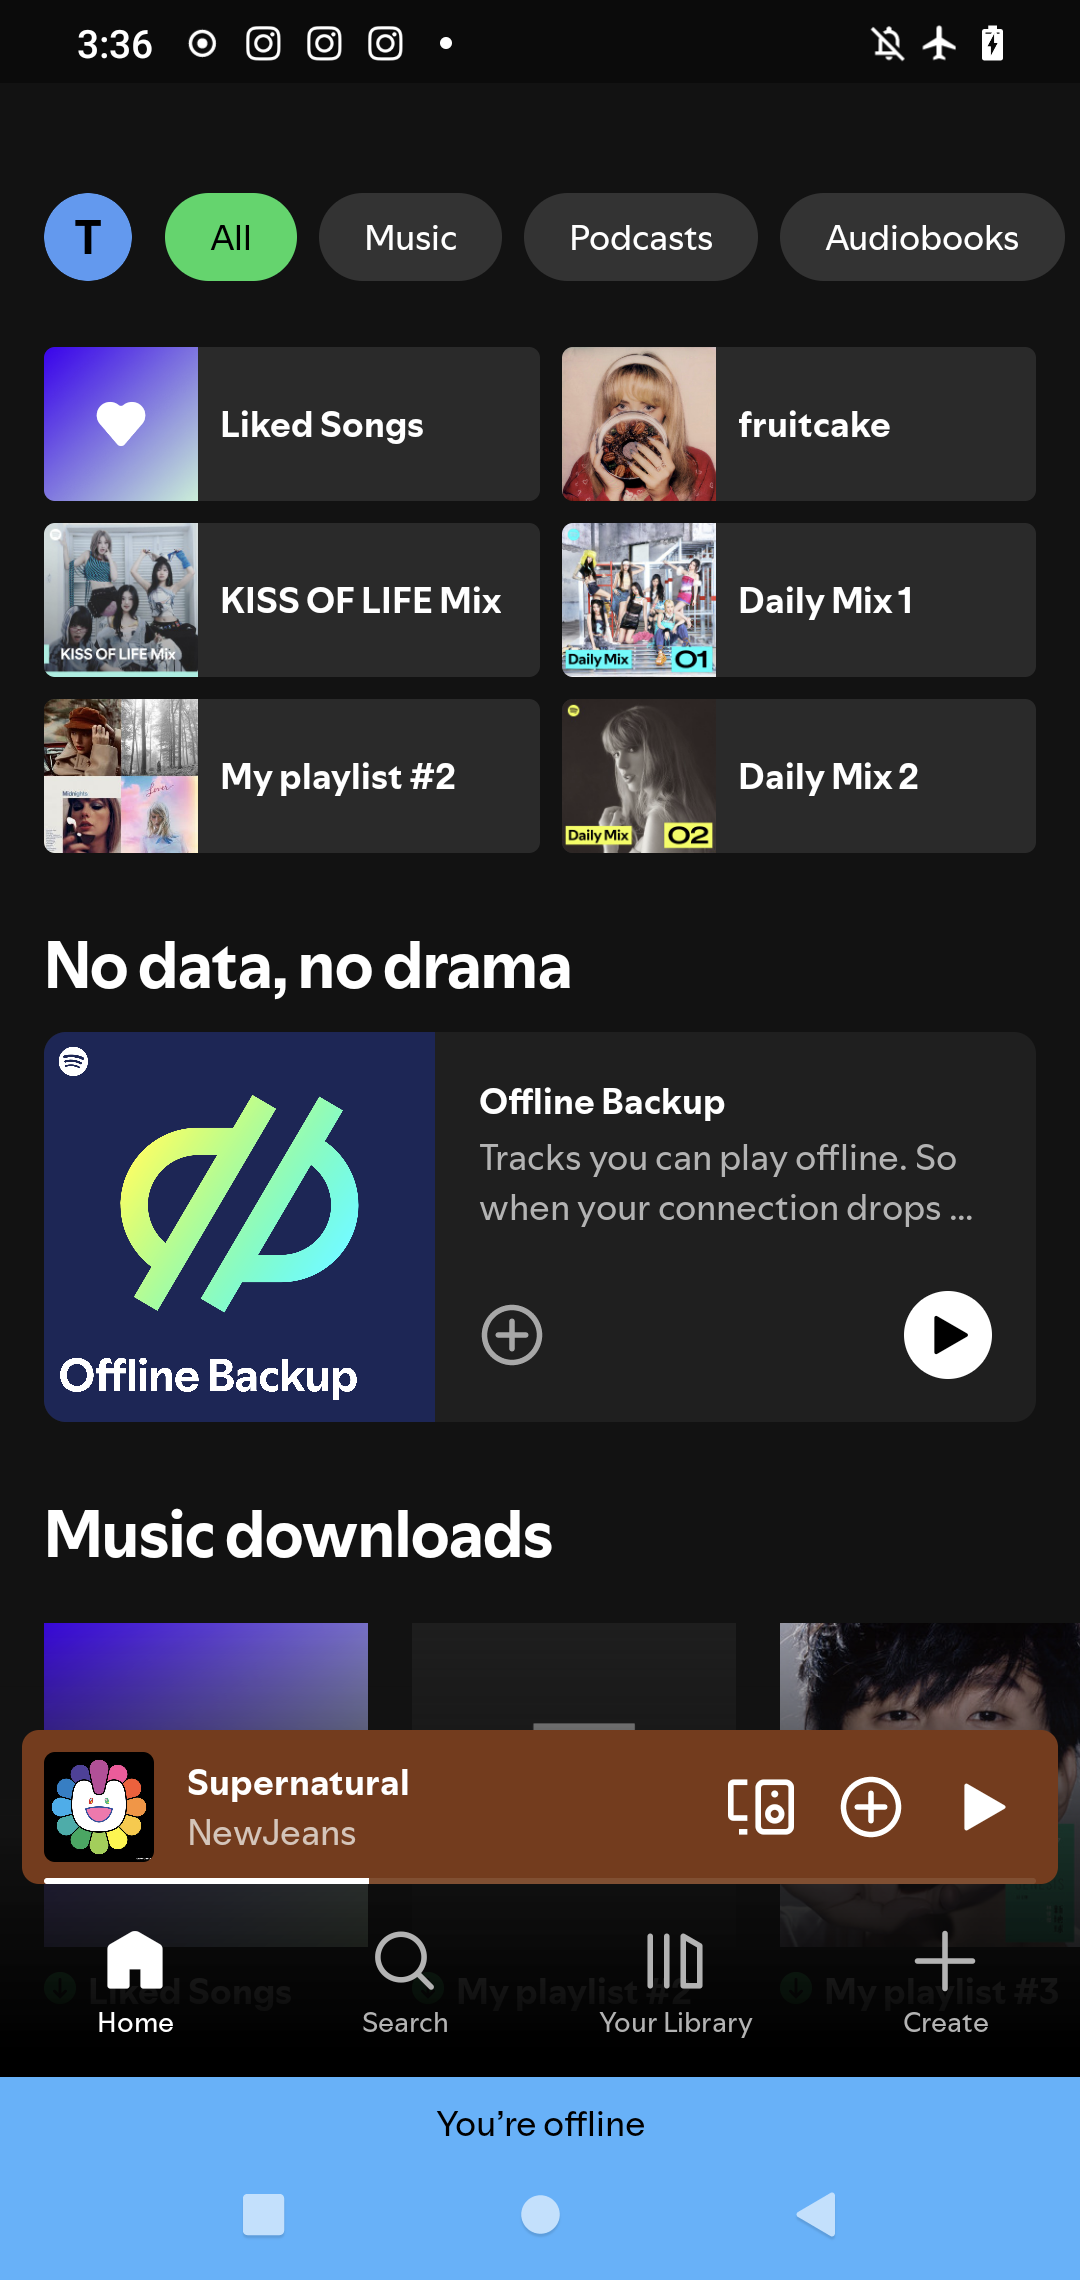 3:36
T
All
Music
Podcasts
Audiobooks
Liked Songs
fruitcake
KISS OF LIFE Mix
KISS OF LIFE Mix
Daily Mix 01
Daily Mix 1
Midnights
Lover
My playlist #2
Daily Mix 02
Daily Mix 2
No data, no drama
Offline Backup
Offline Backup
Tracks you can play offline. So
when your connection drops ...
Music downloads
Supernatural
NewJeans
Liked Songs
My playlist #2
My playlist #3
Home
Search
Your Library
Create
You’re offline